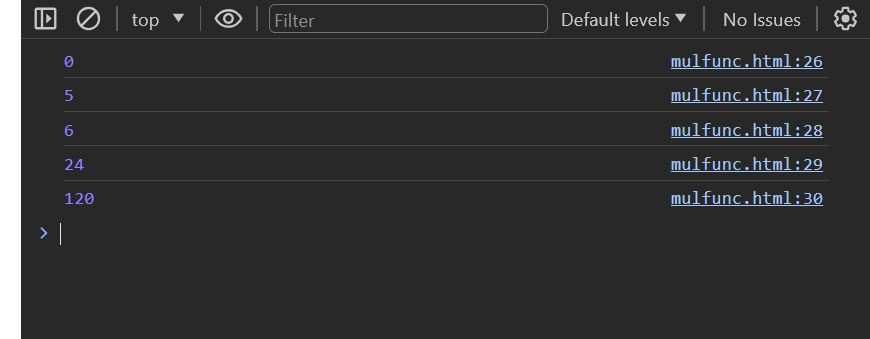 top ▼ Filter Default levels ▼ No Issues
0 mulfunc.html:26
5 mulfunc.html:27
6 mulfunc.html:28
24 mulfunc.html:29
120 mulfunc.html:30
>